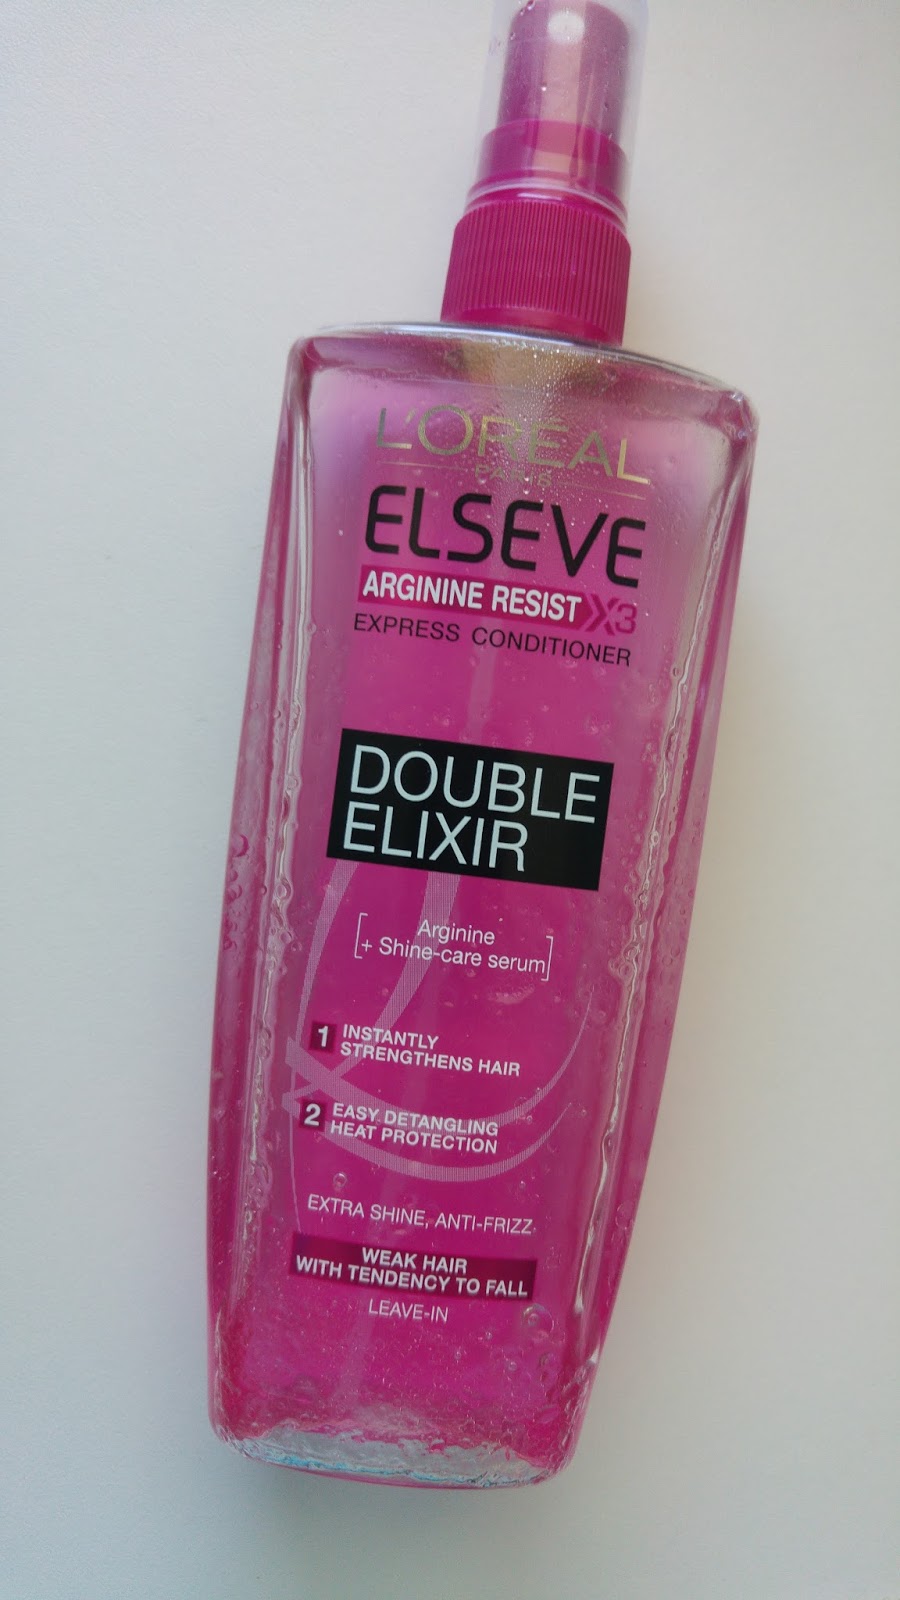 L'ORÉAL
PARIS
ELSEVE
ARGININE RESIST X3
EXPRESS CONDITIONER
DOUBLE
ELIXIR
Arginine
+ Shine-care serum
1 INSTANTLY
STRENGTHENS HAIR
2 EASY DETANGLING
HEAT PROTECTION
EXTRA SHINE, ANTI-FRIZZ
WEAK HAIR
WITH TENDENCY TO FALL
LEAVE-IN